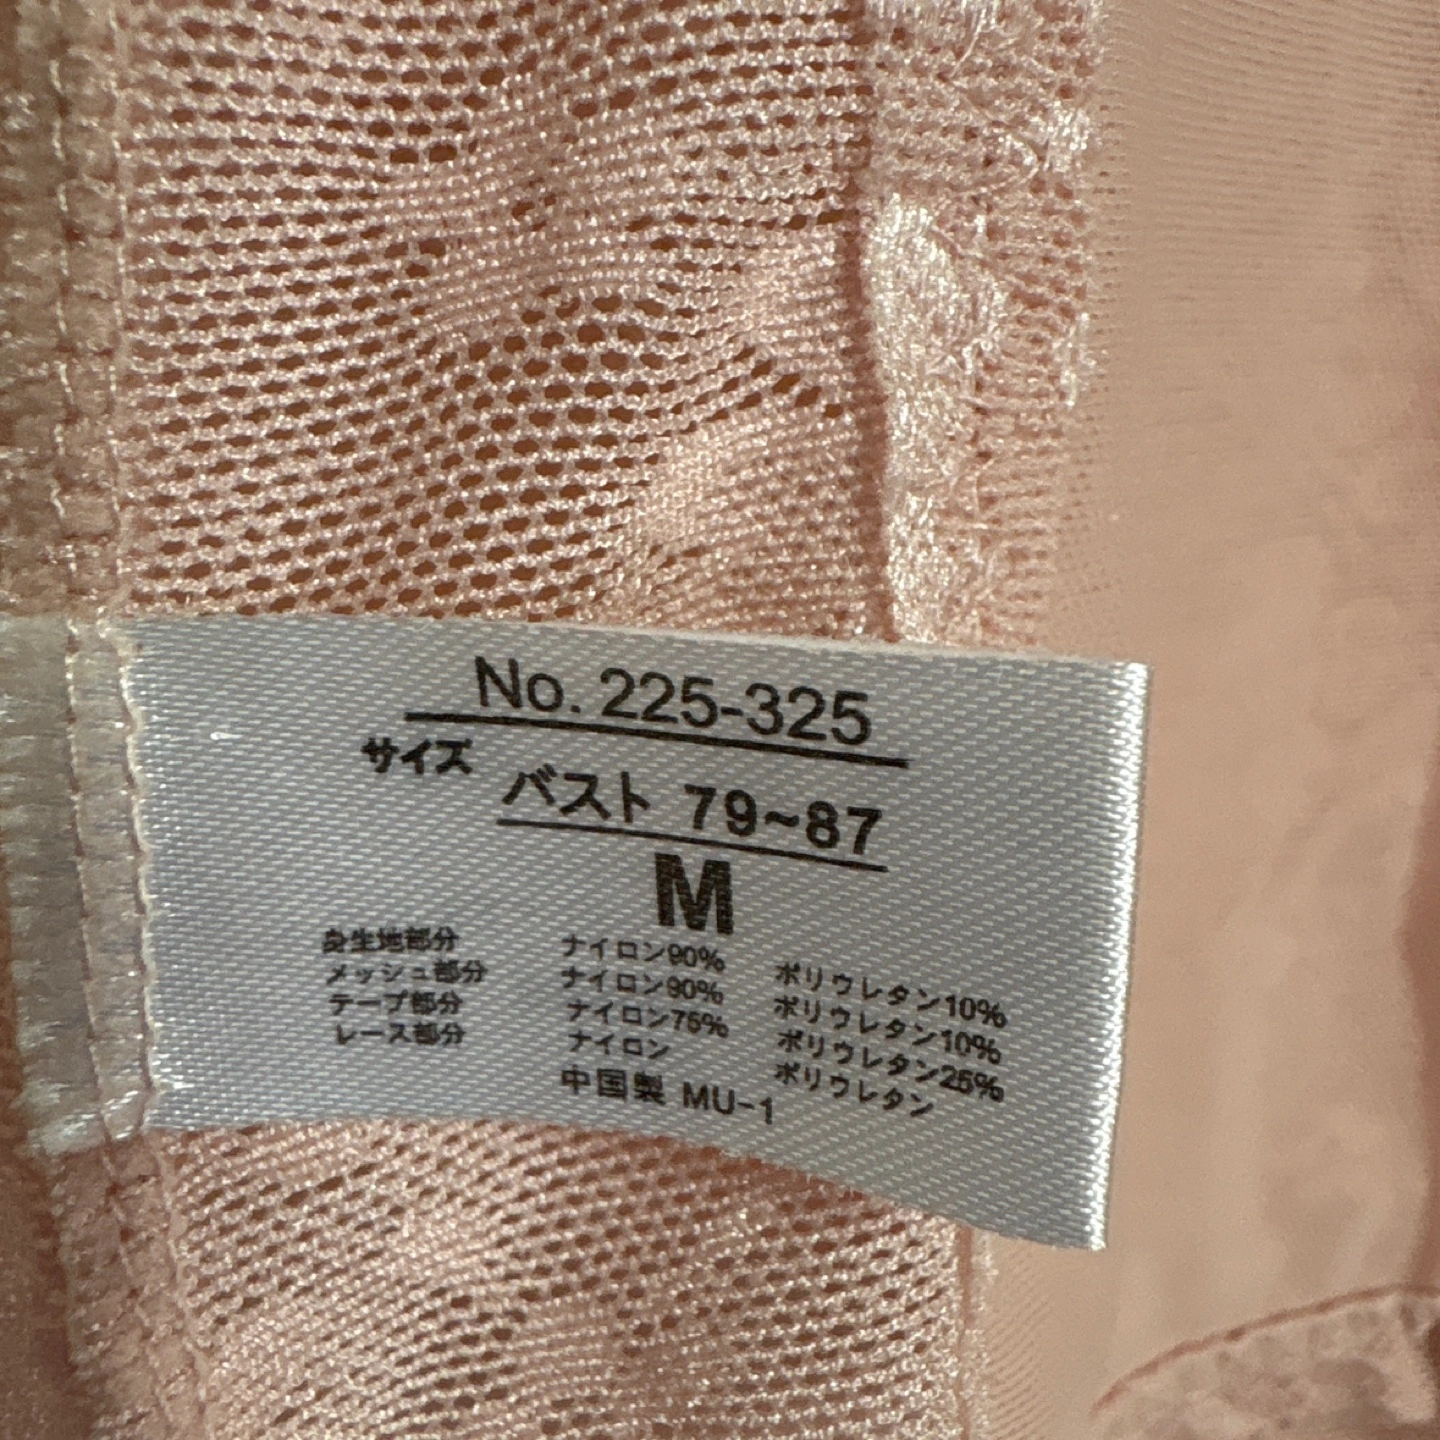 No. 225-325
サイズ
バスト 79~87
M
身生地部分 ナイロン90% ポリウレタン10%
メッシュ部分 ナイロン90% ポリウレタン10%
テープ部分 ナイロン75% ポリウレタン25%
レース部分 ナイロン ポリウレタン
中国製 MU-1